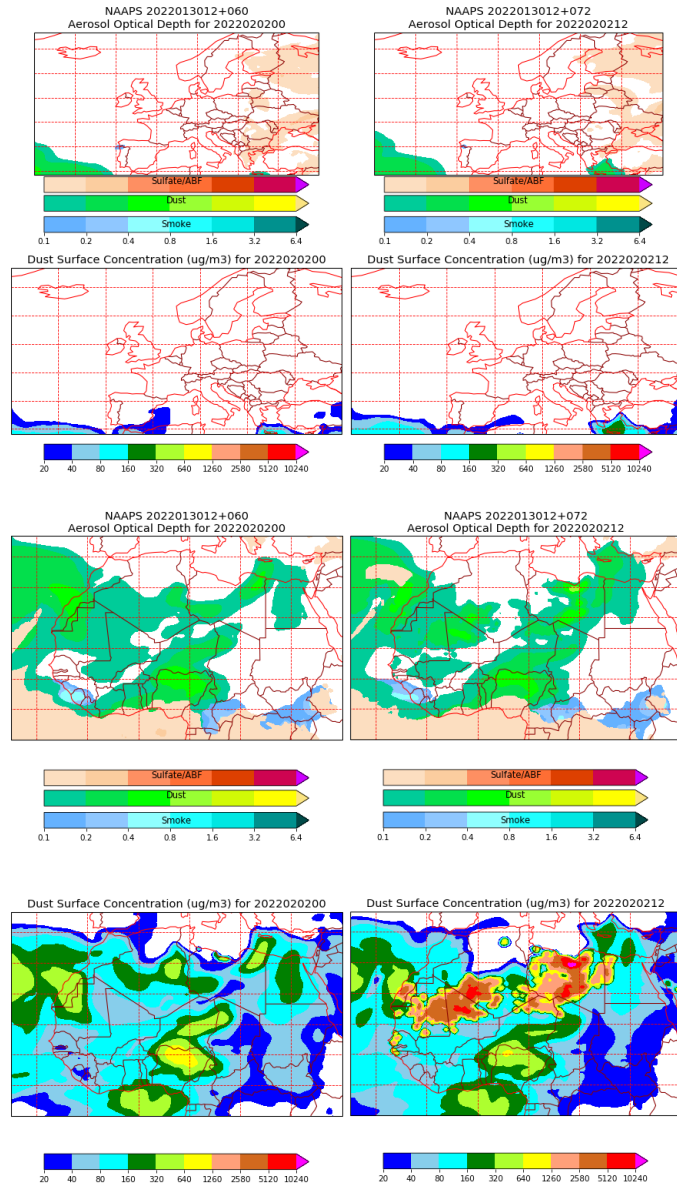 NAAPS 2022013012+060
Aerosol Optical Depth for 2022020200
NAAPS 2022013012+072
Aerosol Optical Depth for 2022020212
Sulfate/ABF
Dust
Smoke
0.1 0.2 0.4 0.8 1.6 3.2 6.4
Sulfate/ABF
Dust
Smoke
0.1 0.2 0.4 0.8 1.6 3.2 6.4
Dust Surface Concentration (ug/m3) for 2022020200
Dust Surface Concentration (ug/m3) for 2022020212
20 40 80 160 320 640 1260 2580 5120 10240
20 40 80 160 320 640 1260 2580 5120 10240
NAAPS 2022013012+060
Aerosol Optical Depth for 2022020200
NAAPS 2022013012+072
Aerosol Optical Depth for 2022020212
Sulfate/ABF
Dust
Smoke
0.1 0.2 0.4 0.8 1.6 3.2 6.4
Sulfate/ABF
Dust
Smoke
0.1 0.2 0.4 0.8 1.6 3.2 6.4
Dust Surface Concentration (ug/m3) for 2022020200
Dust Surface Concentration (ug/m3) for 2022020212
20 40 80 160 320 640 1260 2580 5120 10240
20 40 80 160 320 640 1260 2580 5120 10240